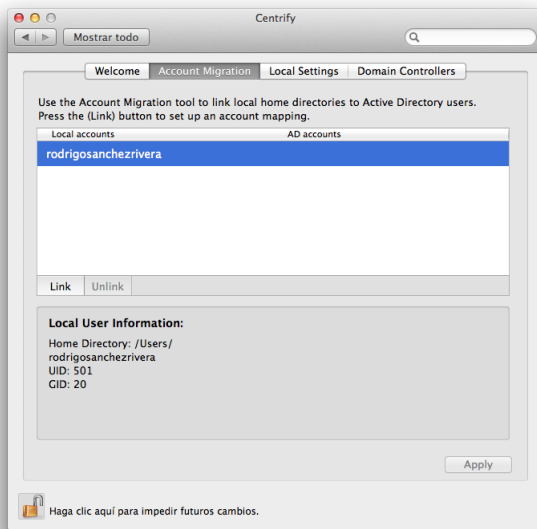 Centrify
Mostrar todo
Welcome Account Migration Local Settings Domain Controllers
Use the Account Migration tool to link local home directories to Active Directory users.
Press the (Link) button to set up an account mapping.
Local accounts AD accounts
rodrigosanchezrivera
Link Unlink
Local User Information:
Home Directory: /Users/
rodrigosanchezrivera
UID: 501
GID: 20
Apply
Haga clic aquí para impedir futuros cambios.